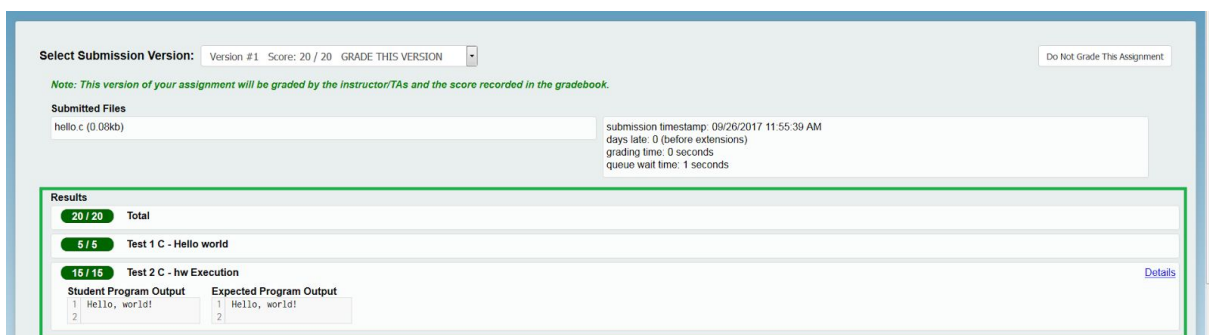 Select Submission Version: Version #1 Score: 20 / 20 GRADE THIS VERSION
Do Not Grade This Assignment
Note: This version of your assignment will be graded by the instructor/TAs and the score recorded in the gradebook.
Submitted Files
hello.c (0.08kb)
submission timestamp: 09/26/2017 11:55:39 AM
days late: 0 (before extensions)
grading time: 0 seconds
queue wait time: 1 seconds
Results
20 / 20 Total
5 / 5 Test 1 C - Hello world
15 / 15 Test 2 C - hw Execution Details
Student Program Output Expected Program Output
1 Hello, world! 1 Hello, world!
2 2